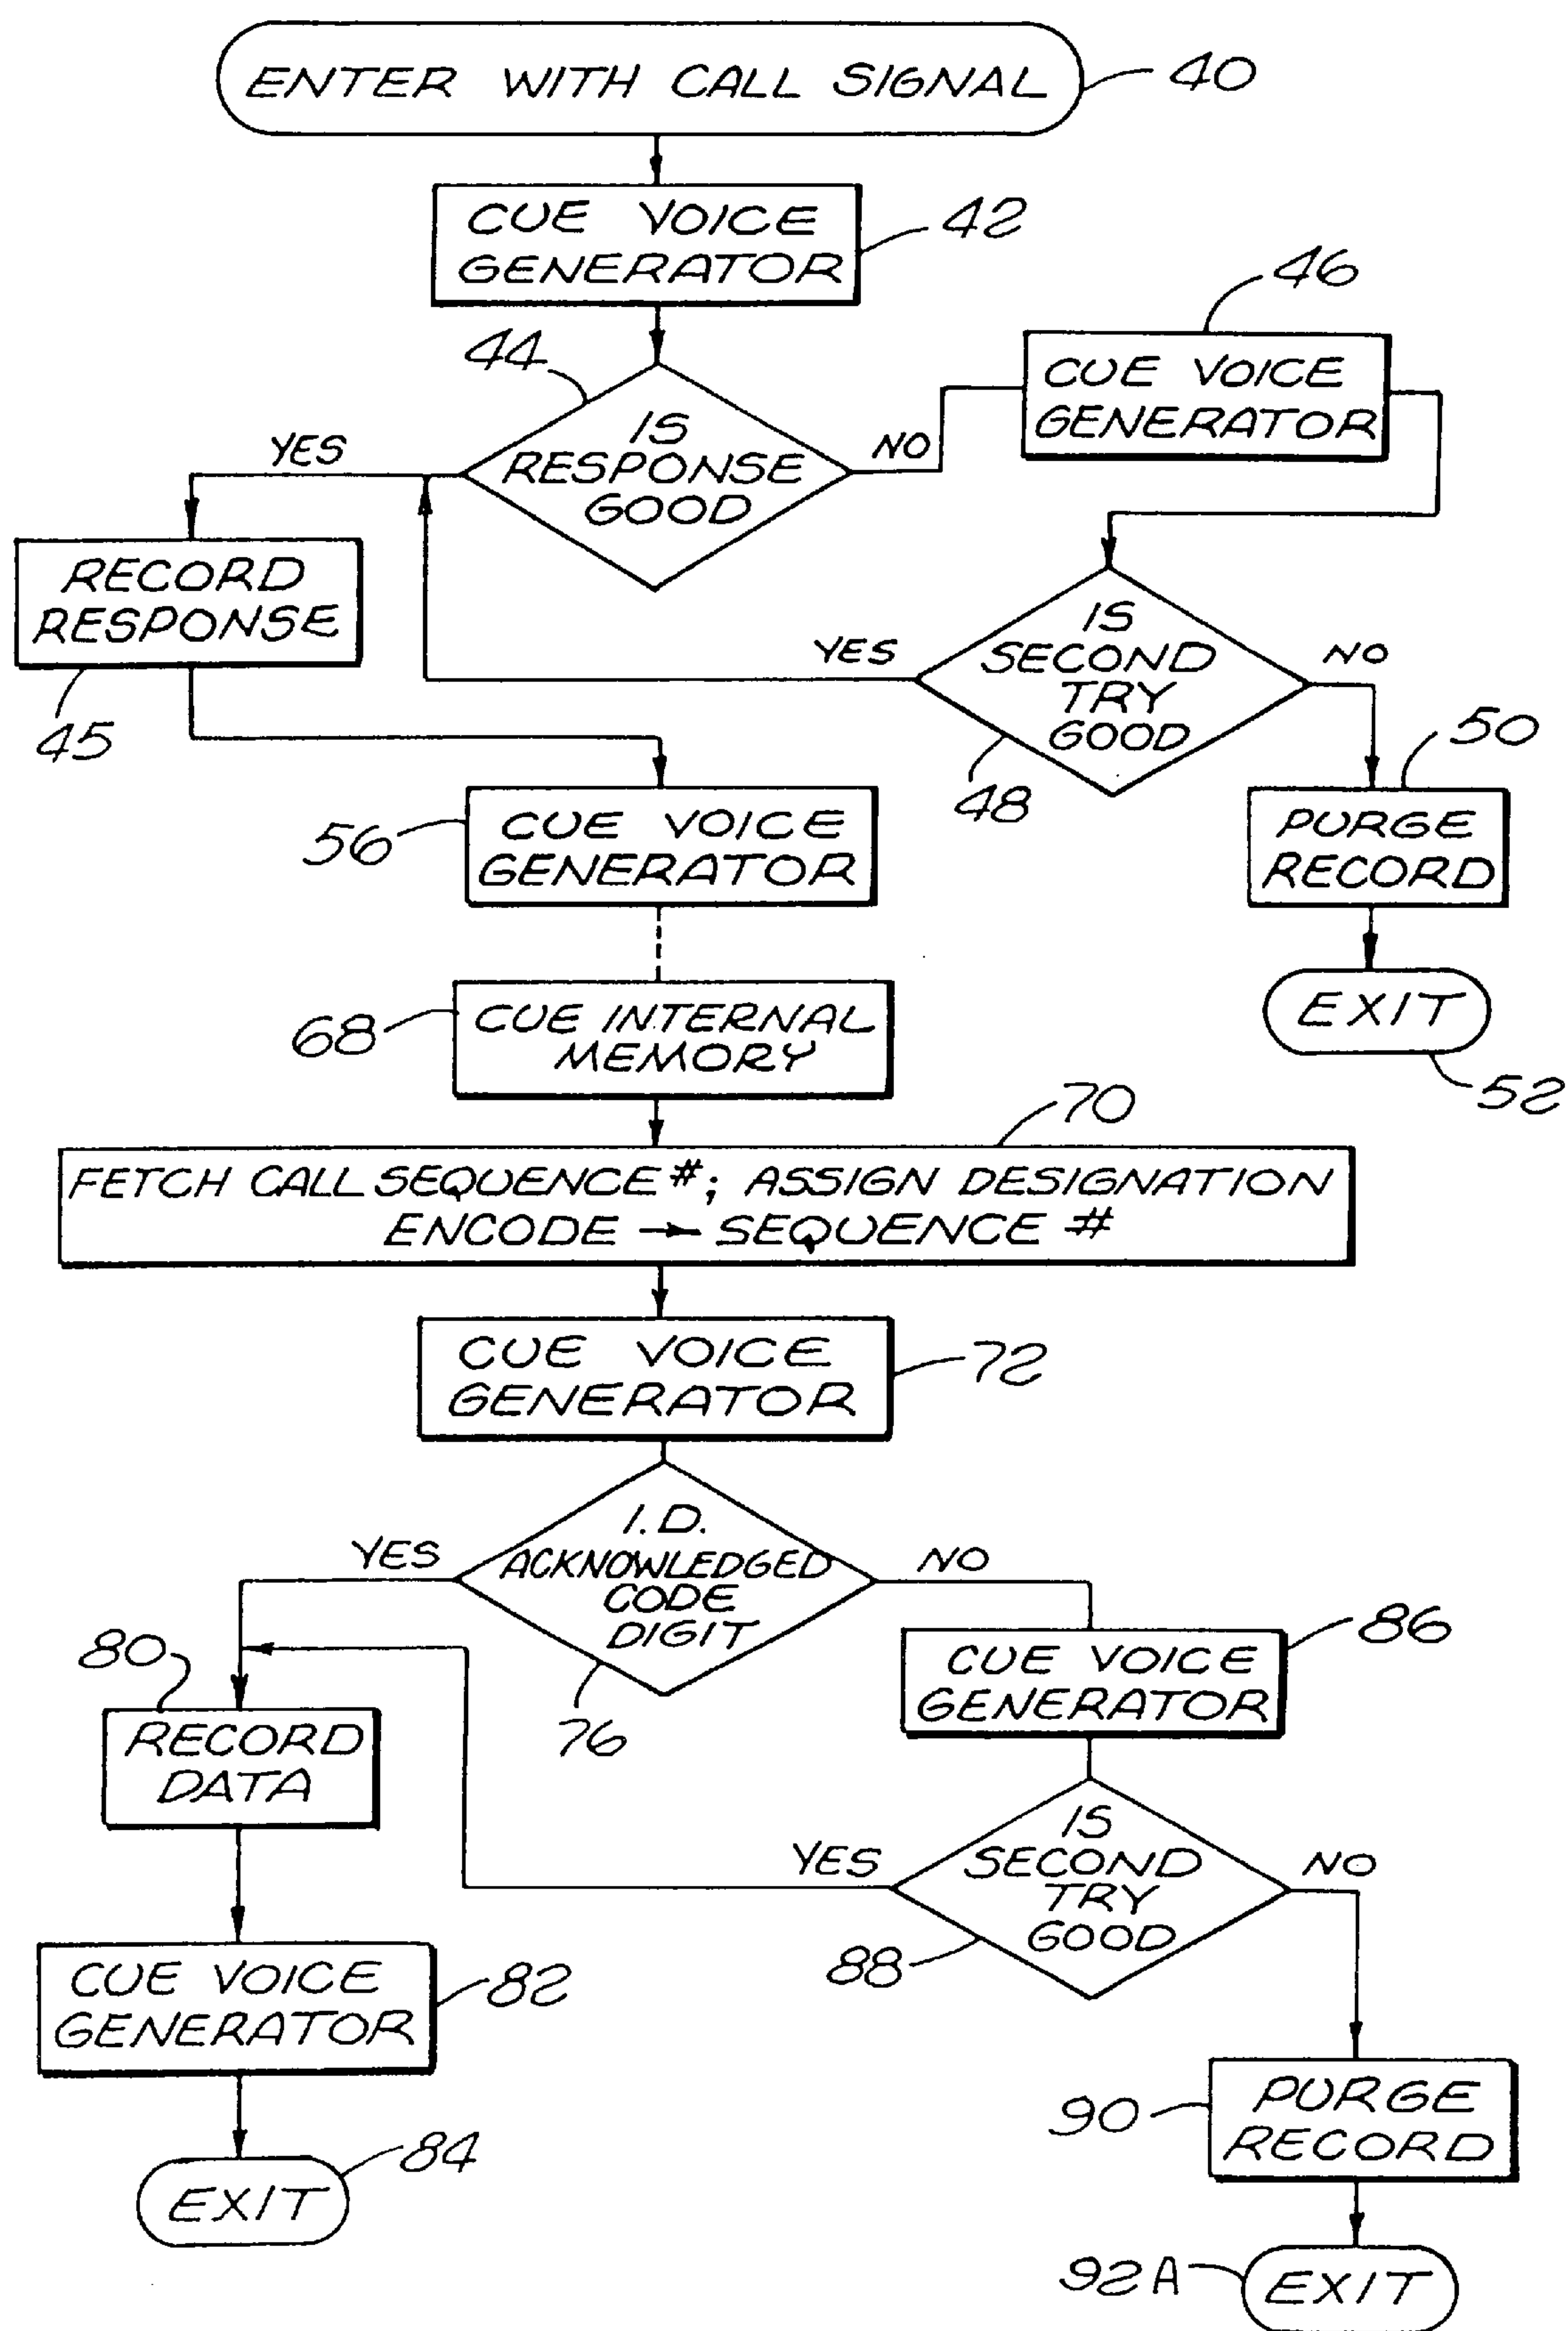 ENTER WITH CALL SIGNAL
40
CUE VOICE
GENERATOR
42
44
IS
RESPONSE
GOOD
YES
NO
46
CUE VOICE
GENERATOR
RECORD
RESPONSE
45
IS
SECOND
TRY
GOOD
YES
NO
48
50
PURGE
RECORD
EXIT
52
56
CUE VOICE
GENERATOR
68
CUE INTERNAL
MEMORY
70
FETCH CALL SEQUENCE #; ASSIGN DESIGNATION
ENCODE → SEQUENCE #
CUE VOICE
GENERATOR
72
I.D.
ACKNOWLEDGED
CODE
DIGIT
YES
NO
76
80
RECORD
DATA
86
CUE VOICE
GENERATOR
IS
SECOND
TRY
GOOD
YES
NO
88
CUE VOICE
GENERATOR
82
EXIT
84
90
PURGE
RECORD
92A
EXIT